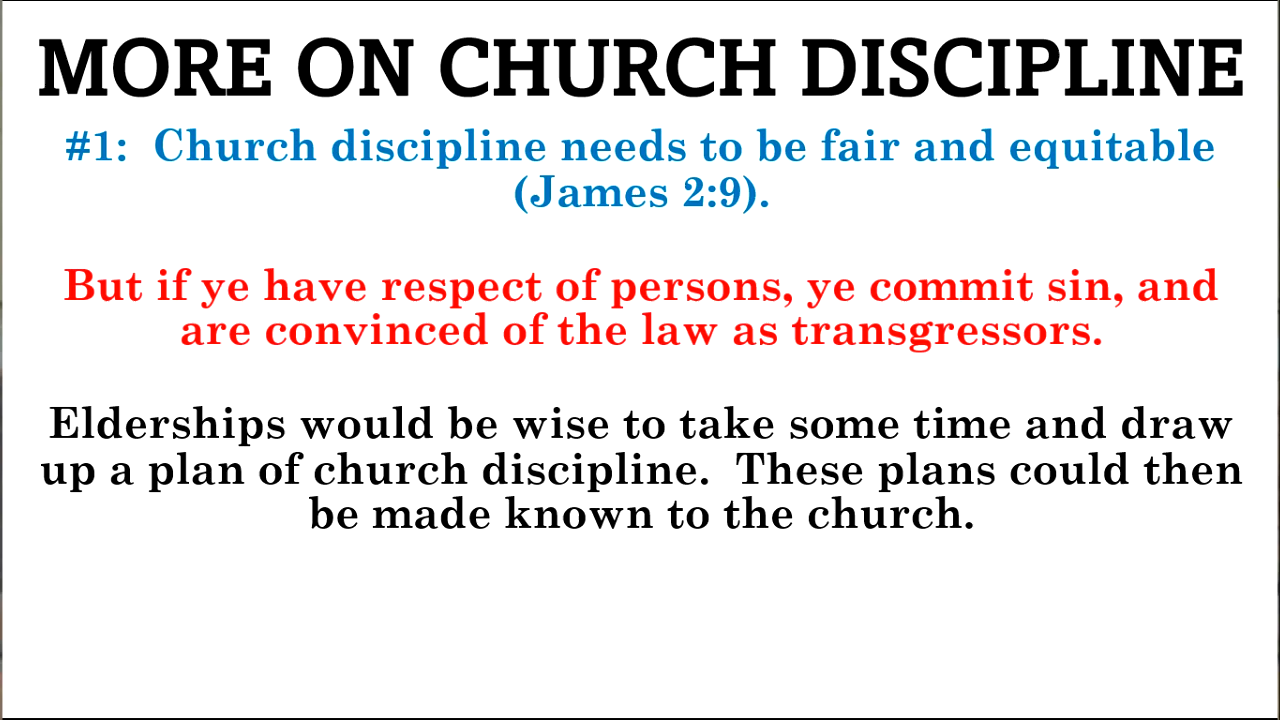 MORE ON CHURCH DISCIPLINE
#1:  Church discipline needs to be fair and equitable
(James 2:9).
But if ye have respect of persons, ye commit sin, and
are convinced of the law as transgressors.
Elderships would be wise to take some time and draw
up a plan of church discipline.  These plans could then
be made known to the church.